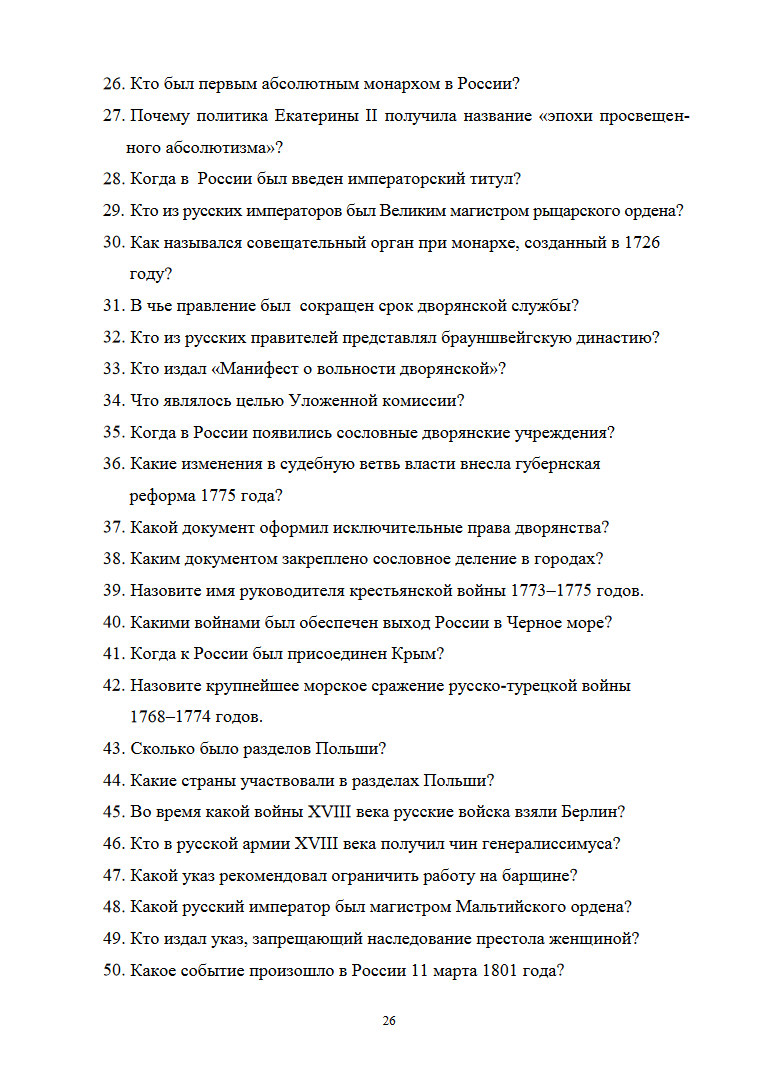 26. Кто был первым абсолютным монархом в России?
27. Почему политика Екатерины II получила название «эпохи просвещен-
ного абсолютизма»?
28. Когда в  России был введен императорский титул?
29. Кто из русских императоров был Великим магистром рыцарского ордена?
30. Как назывался совещательный орган при монархе, созданный в 1726
году?
31. В чье правление был  сокращен срок дворянской службы?
32. Кто из русских правителей представлял брауншвейгскую династию?
33. Кто издал «Манифест о вольности дворянской»?
34. Что являлось целью Уложенной комиссии?
35. Когда в России появились сословные дворянские учреждения?
36. Какие изменения в судебную ветвь власти внесла губернская
реформа 1775 года?
37. Какой документ оформил исключительные права дворянства?
38. Каким документом закреплено сословное деление в городах?
39. Назовите имя руководителя крестьянской войны 1773–1775 годов.
40. Какими войнами был обеспечен выход России в Черное море?
41. Когда к России был присоединен Крым?
42. Назовите крупнейшее морское сражение русско-турецкой войны
1768–1774 годов.
43. Сколько было разделов Польши?
44. Какие страны участвовали в разделах Польши?
45. Во время какой войны XVIII века русские войска взяли Берлин?
46. Кто в русской армии XVIII века получил чин генералиссимуса?
47. Какой указ рекомендовал ограничить работу на барщине?
48. Какой русский император был магистром Мальтийского ордена?
49. Кто издал указ, запрещающий наследование престола женщиной?
50. Какое событие произошло в России 11 марта 1801 года?
26